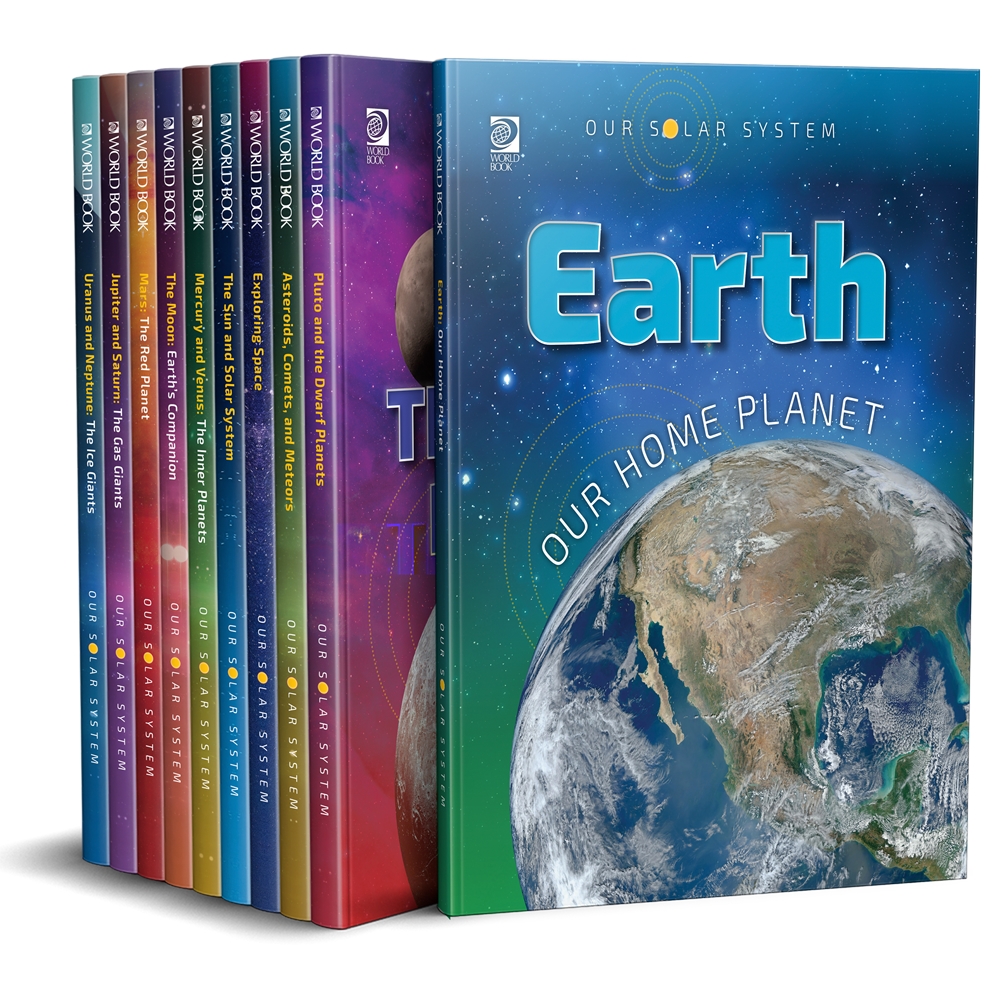 WORLD BOOK
Uranus and Neptune: The Ice Giants
OUR SOLAR SYSTEM
WORLD BOOK
Jupiter and Saturn: The Gas Giants
OUR SOLAR SYSTEM
WORLD BOOK
Mars: The Red Planet
OUR SOLAR SYSTEM
WORLD BOOK
The Moon: Earth's Companion
OUR SOLAR SYSTEM
WORLD BOOK
Mercury and Venus: The Inner Planets
OUR SOLAR SYSTEM
WORLD BOOK
The Sun and Solar System
OUR SOLAR SYSTEM
WORLD BOOK
Exploring Space
OUR SOLAR SYSTEM
WORLD BOOK
Asteroids, Comets, and Meteors
OUR SOLAR SYSTEM
WORLD BOOK
Pluto and the Dwarf Planets
OUR SOLAR SYSTEM
WORLD
BOOK
WORLD BOOK
Earth: Our Home Planet
OUR SOLAR SYSTEM
WORLD
BOOK
OUR SOLAR SYSTEM
Earth
OUR HOME PLANET